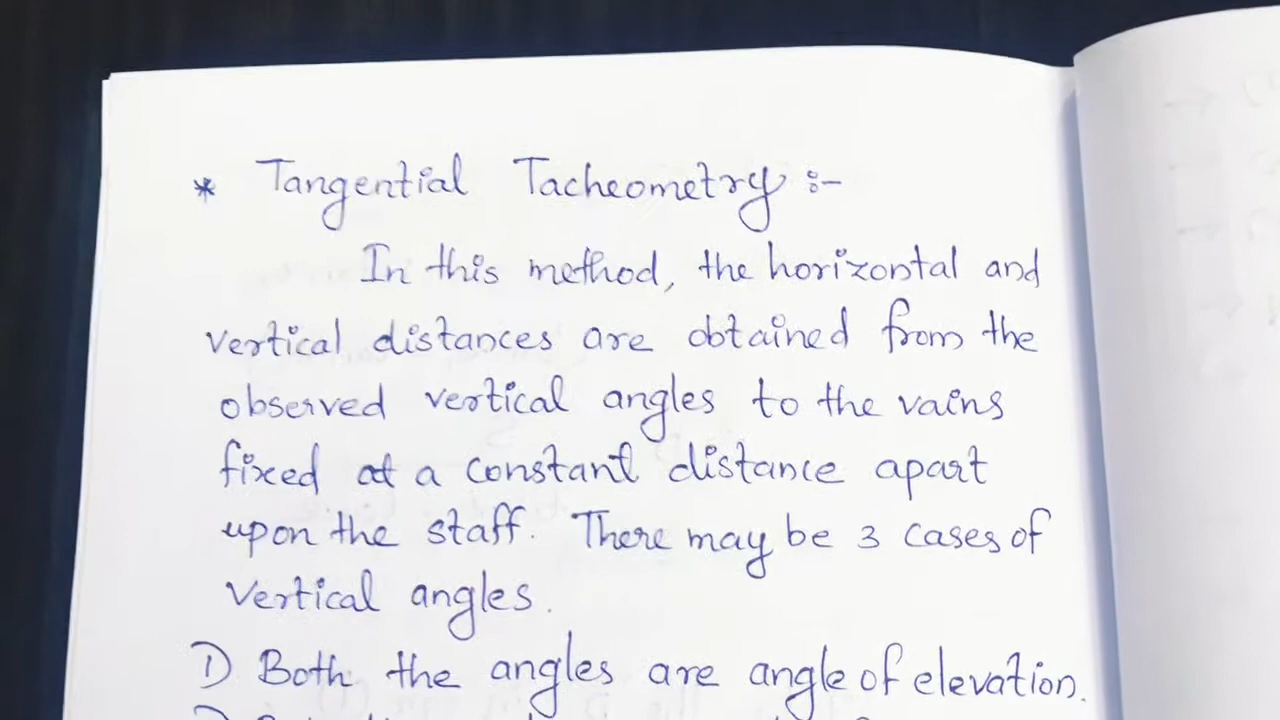 * Tangential Tacheometry :-
In this method, the horizontal and
vertical distances are obtained from the
observed vertical angles to the vains
fixed at a constant distance apart
upon the staff. There may be 3 cases of
vertical angles.
1) Both the angles are angle of elevation.